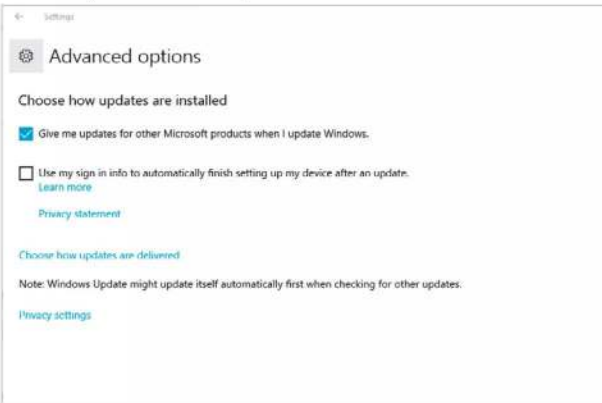 Settings
Advanced options
Choose how updates are installed
Give me updates for other Microsoft products when I update Windows.
Use my sign in info to automatically finish setting up my device after an update.
Learn more
Privacy statement
Choose how updates are delivered
Note: Windows Update might update itself automatically first when checking for other updates.
Privacy settings